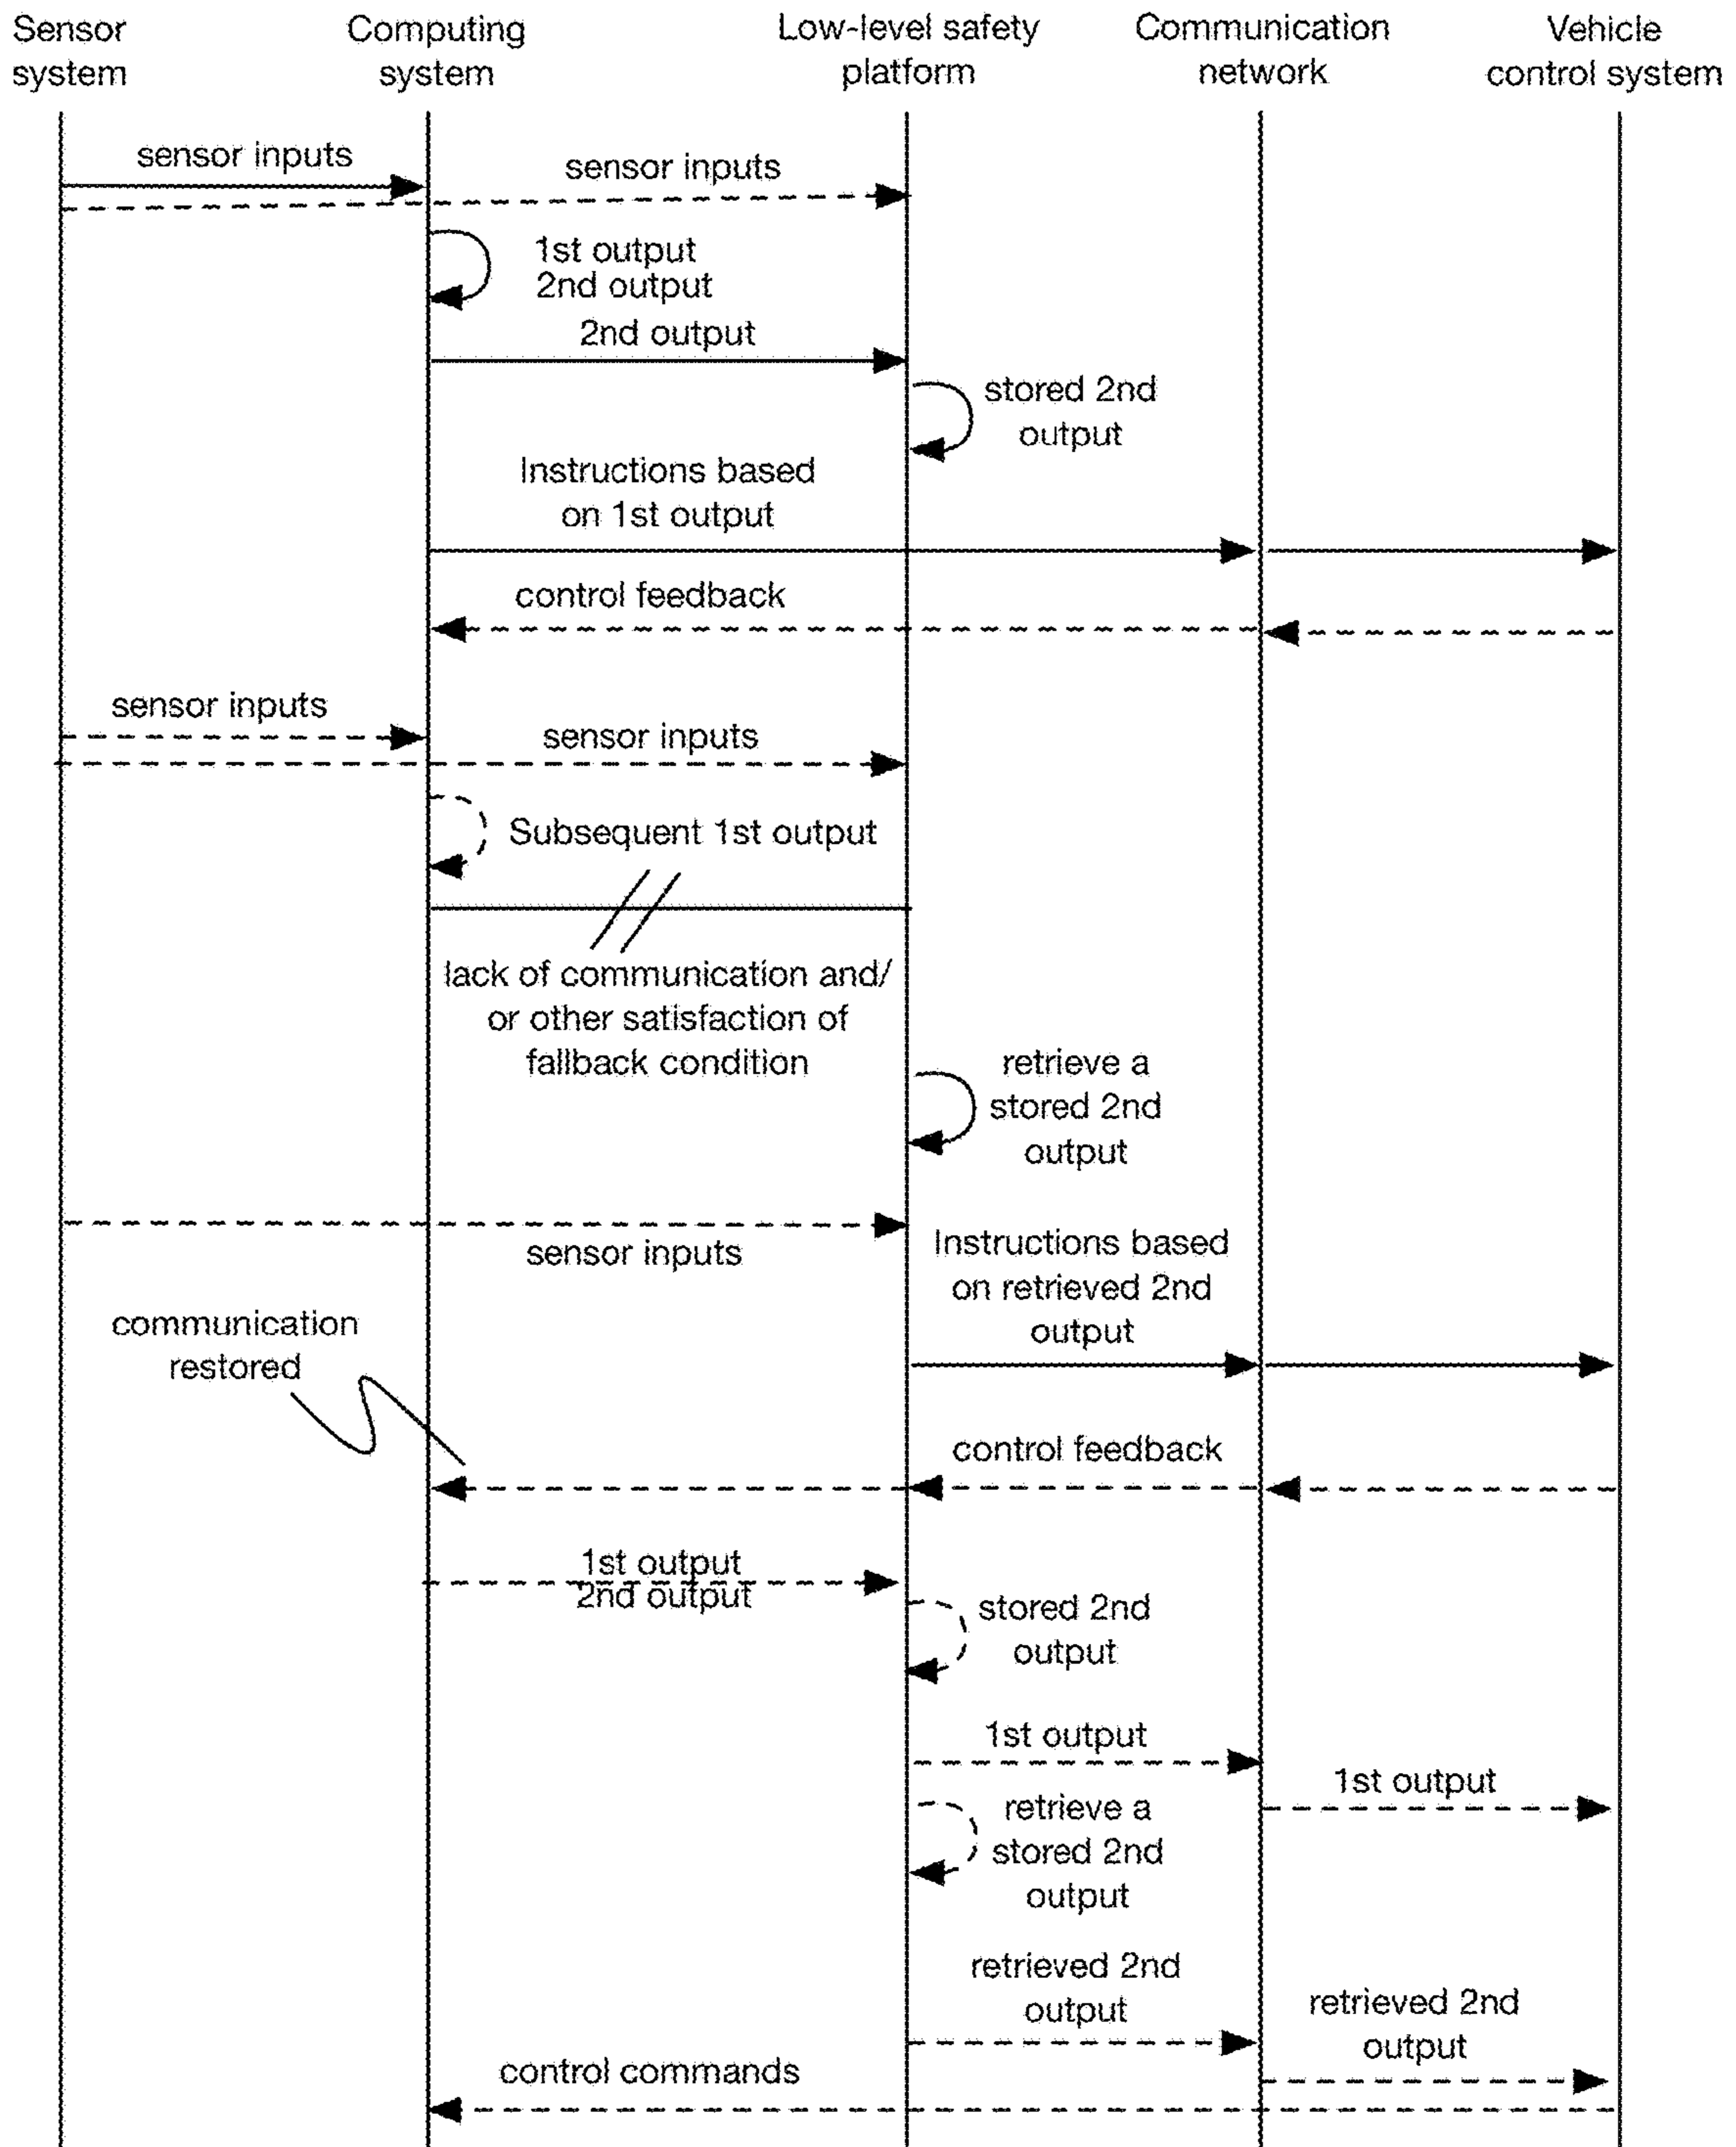 Sensor
system
Computing
system
Low-level safety
platform
Communication
network
Vehicle
control system
sensor inputs
sensor inputs
1st output
2nd output
2nd output
stored 2nd
output
Instructions based
on 1st output
control feedback
sensor inputs
sensor inputs
Subsequent 1st output
lack of communication and/
or other satisfaction of
fallback condition
retrieve a
stored 2nd
output
sensor inputs
Instructions based
on retrieved 2nd
output
communication
restored
control feedback
1st output
2nd output
stored 2nd
output
1st output
1st output
retrieve a
stored 2nd
output
retrieved 2nd
output
retrieved 2nd
output
control commands